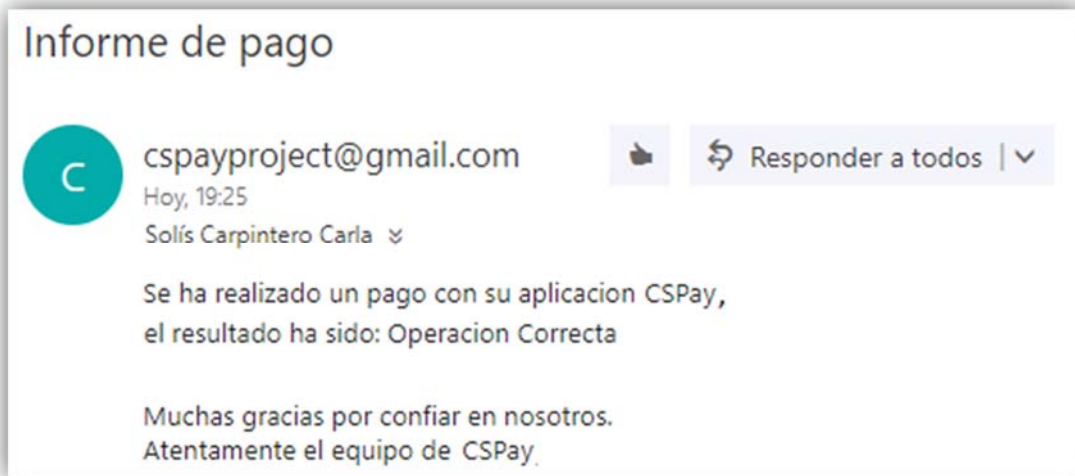 Informe de pago
C
cspayproject@gmail.com
Responder a todos
Hoy, 19:25
Solís Carpintero Carla
Se ha realizado un pago con su aplicacion CSPay,
el resultado ha sido: Operacion Correcta
Muchas gracias por confiar en nosotros.
Atentamente el equipo de CSPay.